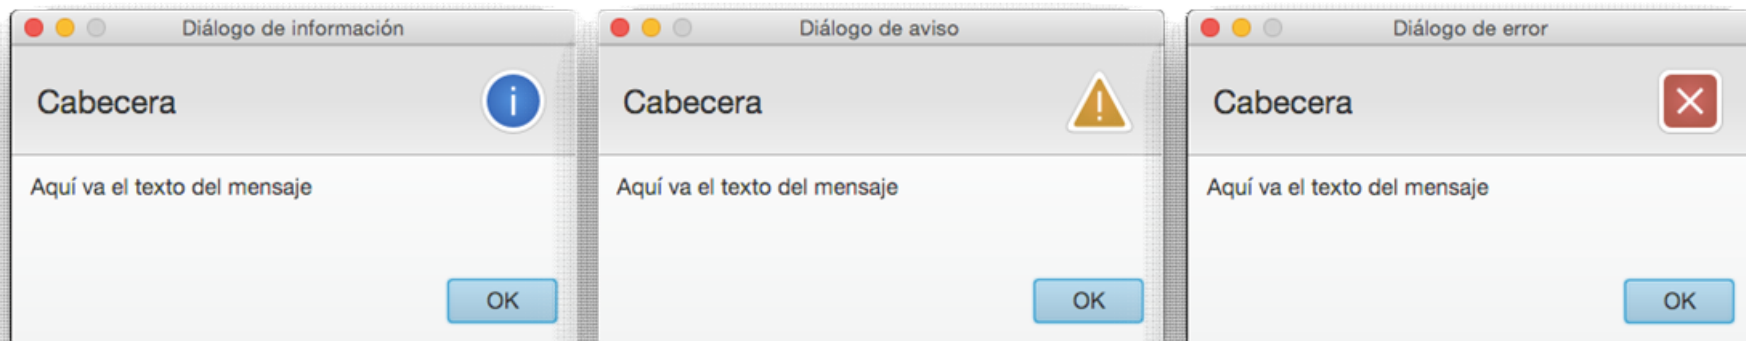 Diálogo de información
Cabecera
i
Aquí va el texto del mensaje
OK
Diálogo de aviso
Cabecera
!
Aquí va el texto del mensaje
OK
Diálogo de error
Cabecera
Aquí va el texto del mensaje
OK